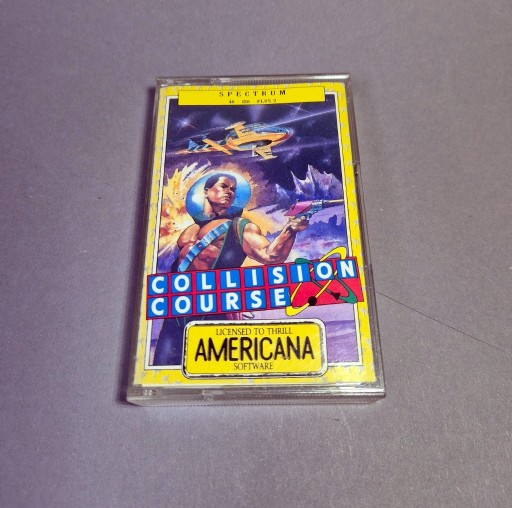 SPECTRUM
48 128 PLUS 2
COLLISION
COURSE
LICENSED TO THRILL
AMERICANA
SOFTWARE